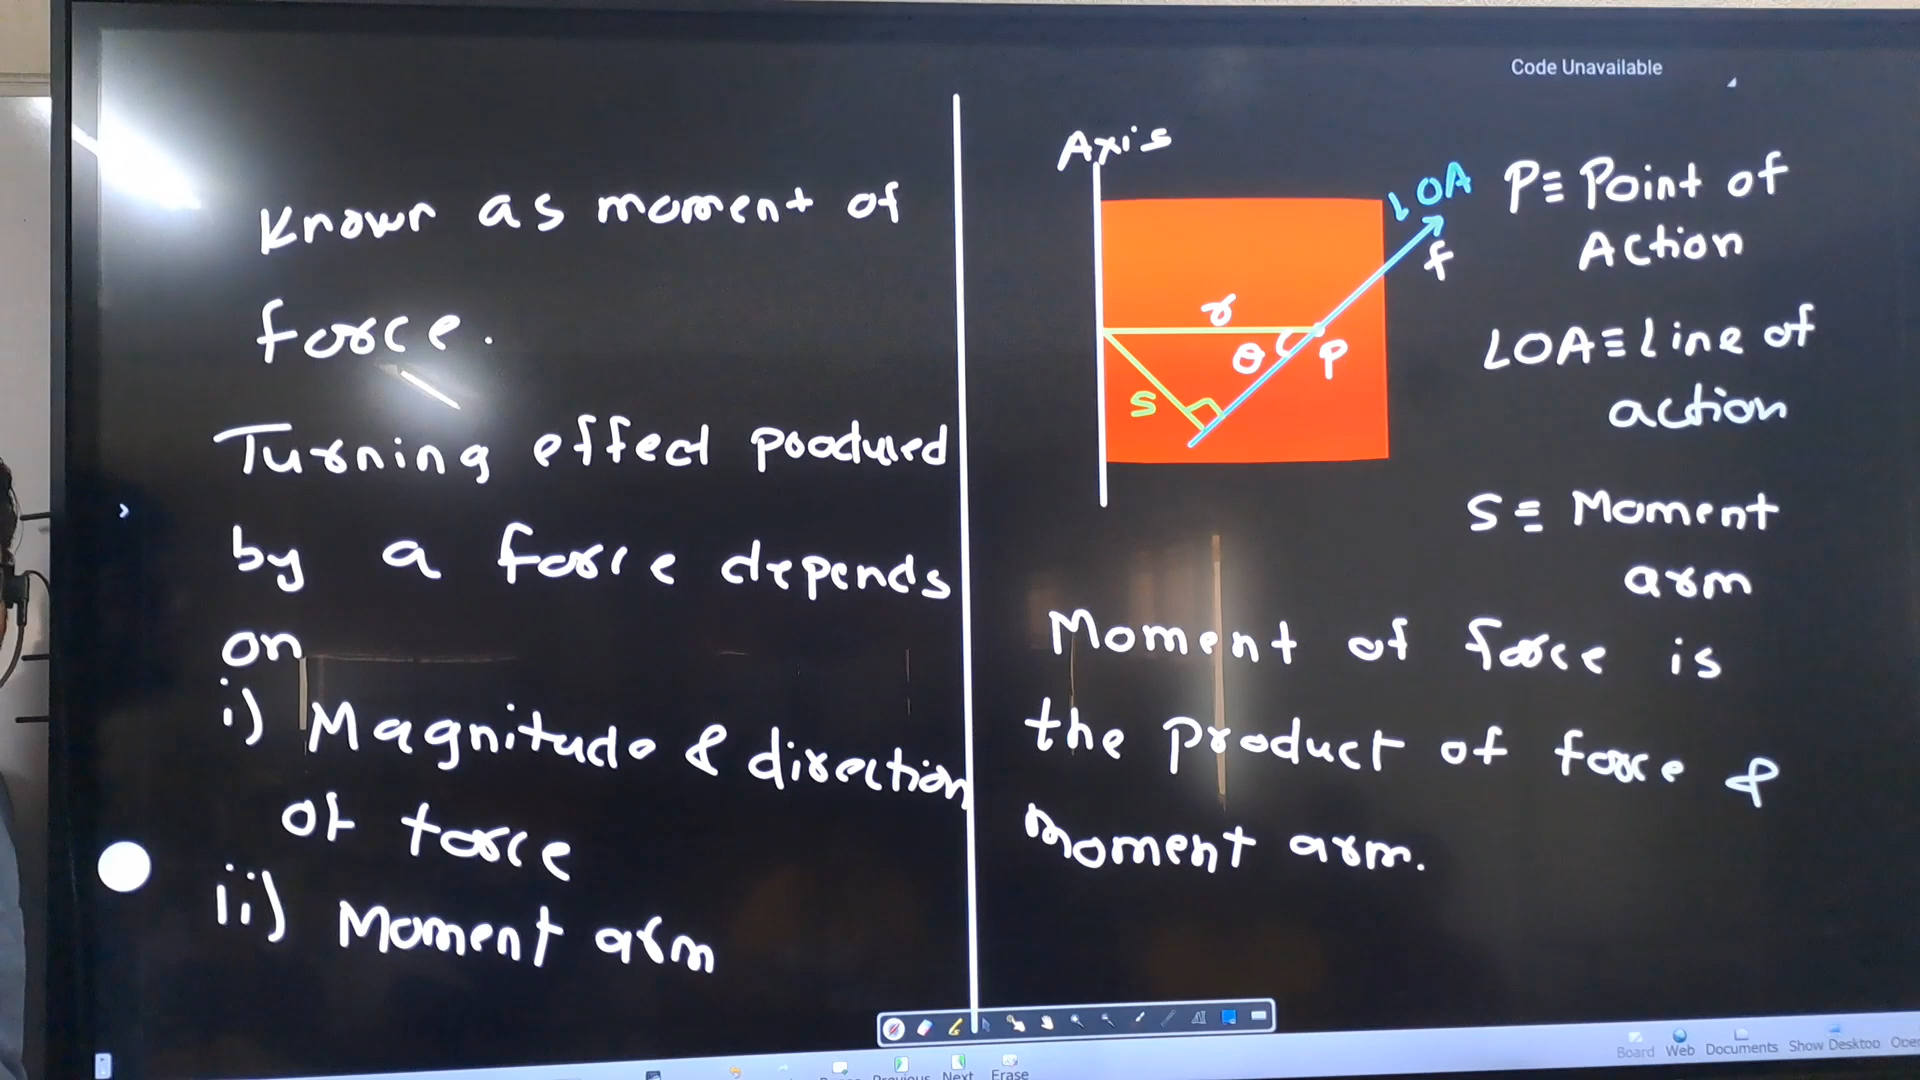 Code Unavailable
Known as moment of
force.
Turning effect produced
by a force depends
on
i) Magnitude & direction
of force
ii) Moment arm
Axis
LOA
f
r
θ
P
S
P≡ Point of
Action
LOA≡Line of
action
S≡ Moment
arm
Moment of force is
the product of force &
Moment arm.
Board Web Documents Show Desktop
Previous Next Erase